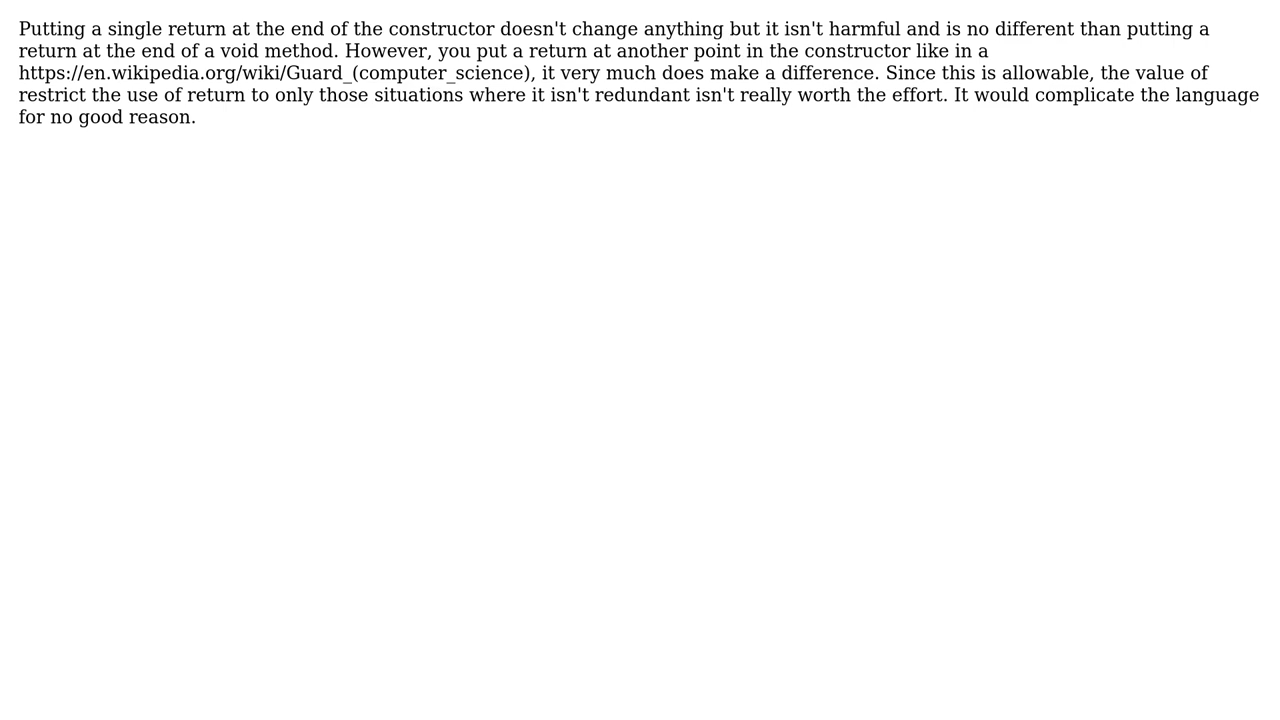 Putting a single return at the end of the constructor doesn't change anything but it isn't harmful and is no different than putting a
return at the end of a void method. However, you put a return at another point in the constructor like in a
https://en.wikipedia.org/wiki/Guard_(computer_science), it very much does make a difference. Since this is allowable, the value of
restrict the use of return to only those situations where it isn't redundant isn't really worth the effort. It would complicate the language
for no good reason.